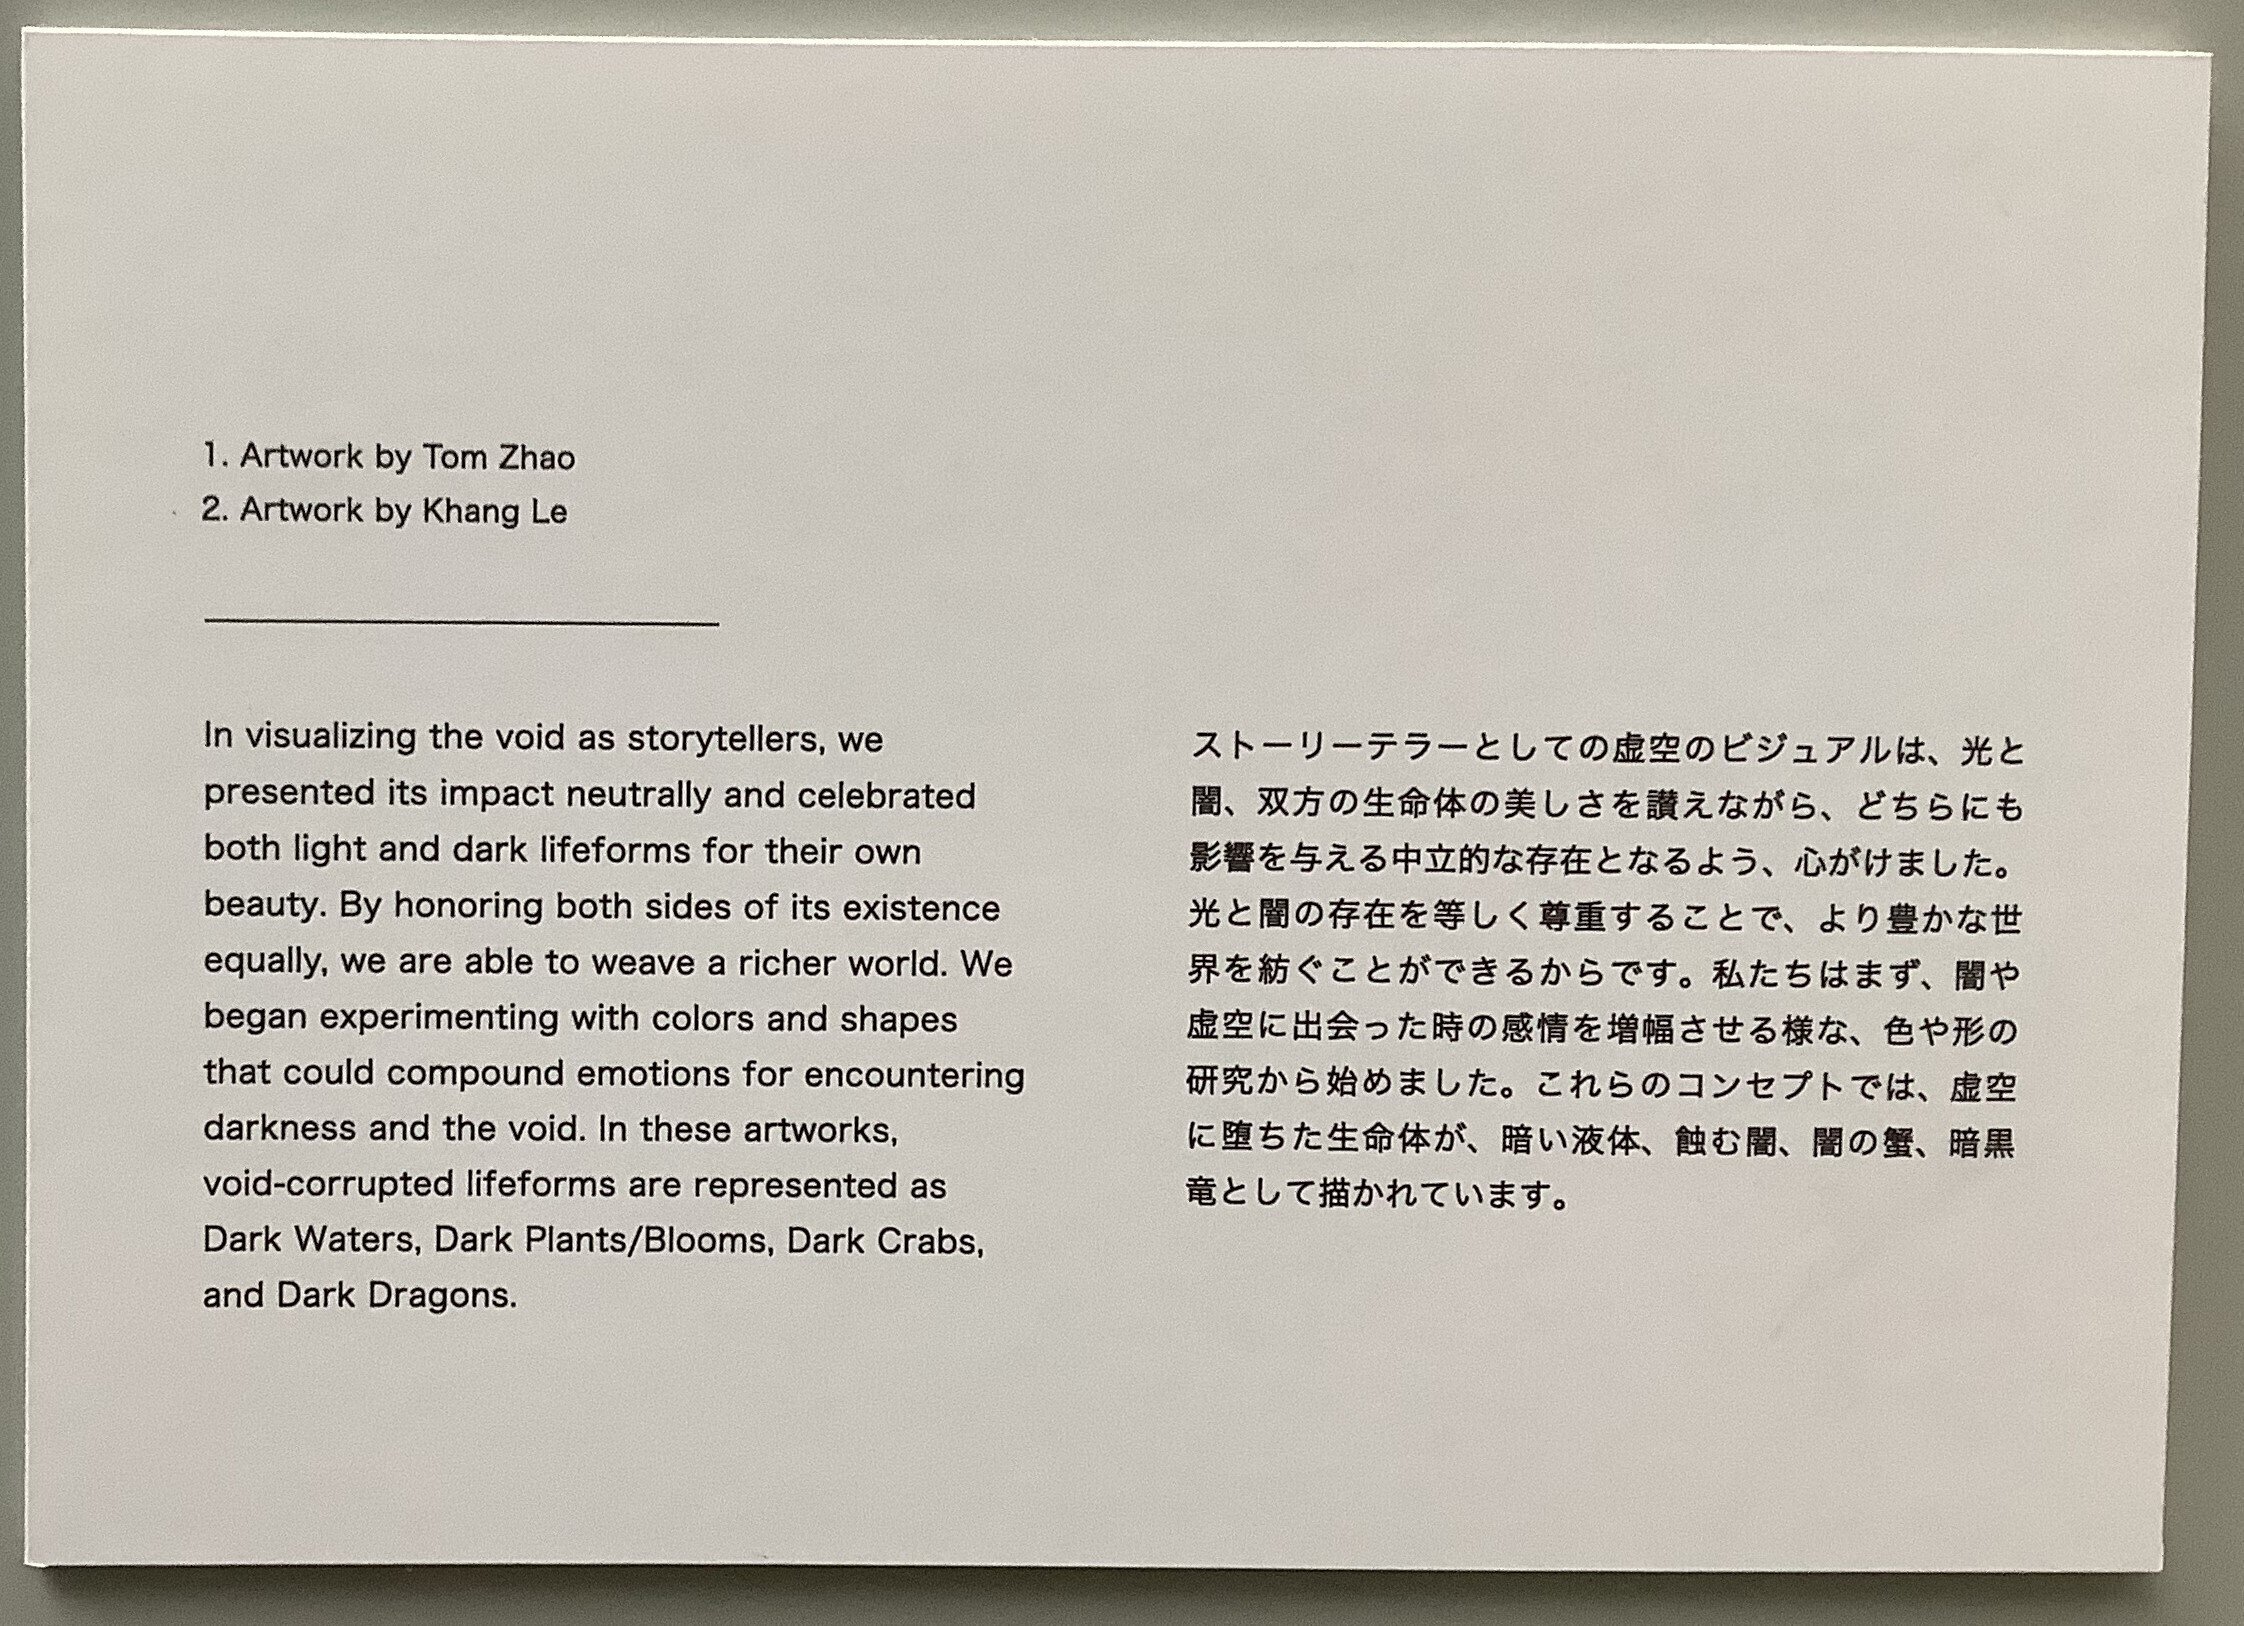 1. Artwork by Tom Zhao
2. Artwork by Khang Le
In visualizing the void as storytellers, we
presented its impact neutrally and celebrated
both light and dark lifeforms for their own
beauty. By honoring both sides of its existence
equally, we are able to weave a richer world. We
began experimenting with colors and shapes
that could compound emotions for encountering
darkness and the void. In these artworks,
void-corrupted lifeforms are represented as
Dark Waters, Dark Plants/Blooms, Dark Crabs,
and Dark Dragons.
ストーリーテラーとしての虚空のビジュアルは、光と
闇、双方の生命体の美しさを讃えながら、どちらにも
影響を与える中立的な存在となるよう、心がけました。
光と闇の存在を等しく尊重することで、より豊かな世
界を紡ぐことができるからです。私たちはまず、闇や
虚空に出会った時の感情を増幅させる様な、色や形の
研究から始めました。これらのコンセプトでは、虚空
に堕ちた生命体が、暗い液体、蝕む闇、闇の蟹、暗黒
竜として描かれています。